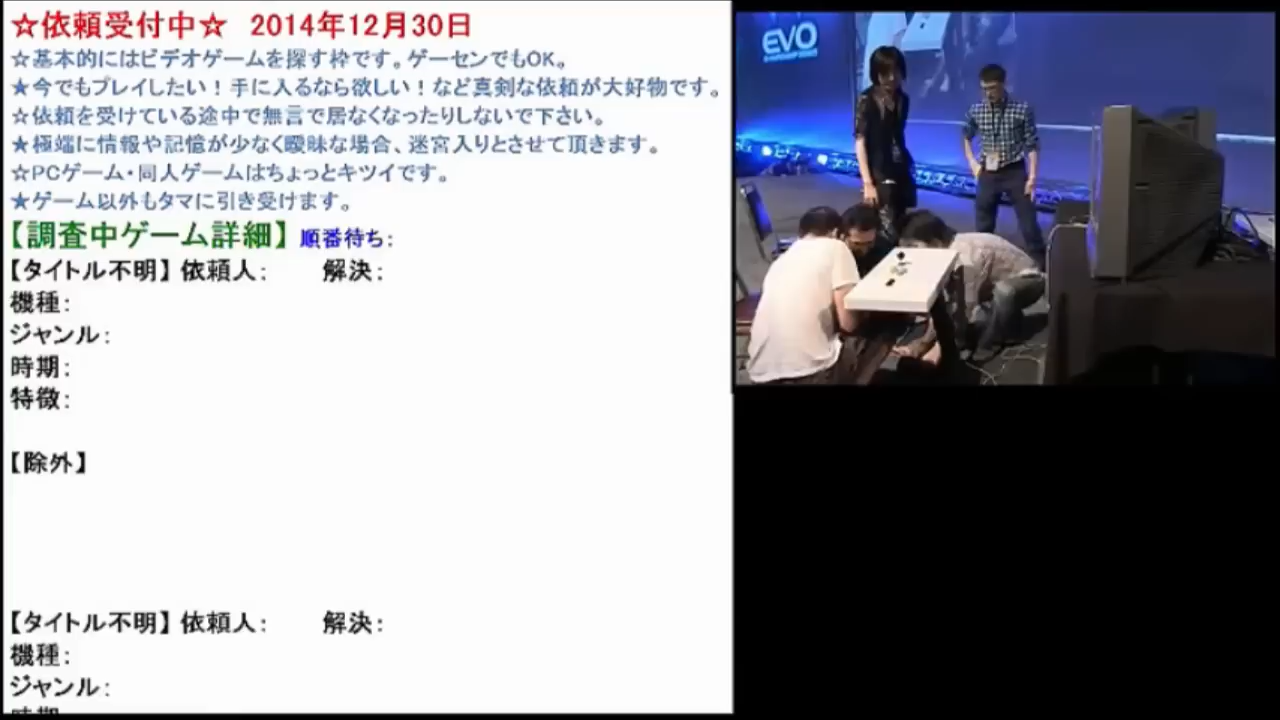 ☆依頼受付中☆ 2014年12月30日
☆基本的にはビデオゲームを探す枠です。ゲーセンでもOK。
★今でもプレイしたい！手に入るなら欲しい！など真剣な依頼が大好物です。
☆依頼を受けている途中で無言で居なくなったりしないで下さい。
★極端に情報や記憶が少なく曖昧な場合、迷宮入りとさせて頂きます。
☆PCゲーム・同人ゲームはちょっとキツイです。
★ゲーム以外もタマに引き受けます。
【調査中ゲーム詳細】 順番待ち:
【タイトル不明】 依頼人: 解決:
機種:
ジャンル:
時期:
特徴:
【除外】
【タイトル不明】 依頼人: 解決:
機種:
ジャンル:
EVO